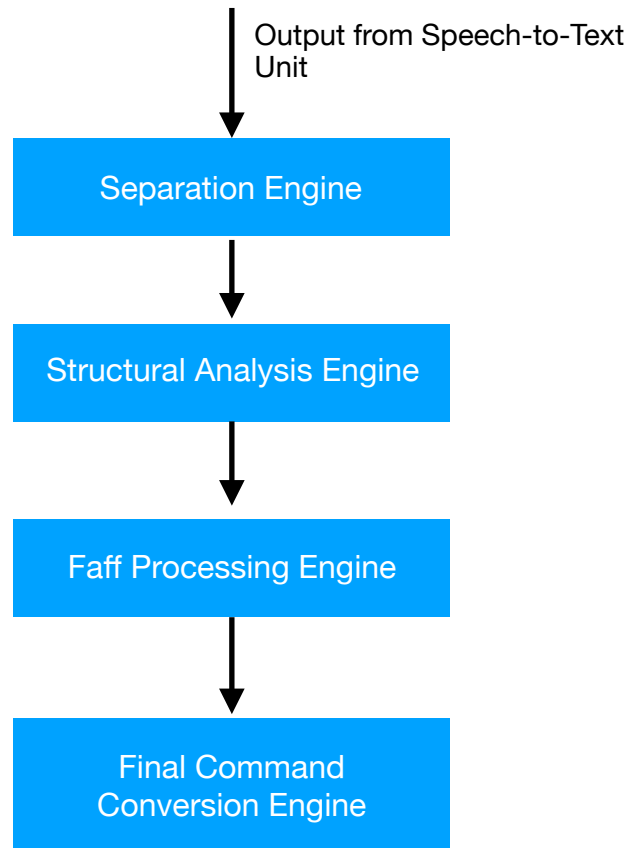 Output from Speech-to-Text
Unit
Separation Engine
Structural Analysis Engine
Faff Processing Engine
Final Command
Conversion Engine